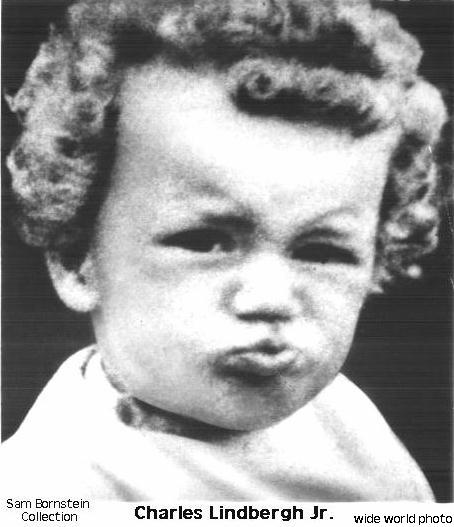 Sam Bornstein
Collection
Charles Lindbergh Jr.
wide world photo